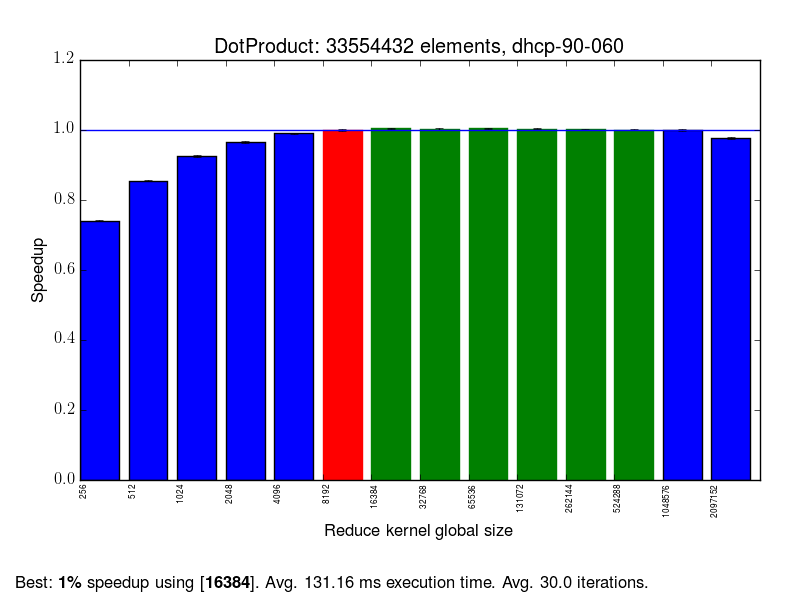 DotProduct: 33554432 elements, dhcp-90-060
1.2
1.0
0.8
0.6
0.4
0.2
0.0
Speedup
256 512 1024 2048 4096 8192 16384 32768 65536 131072 262144 524288 1048576 2097152
Reduce kernel global size
Best: 1% speedup using [16384]. Avg. 131.16 ms execution time. Avg. 30.0 iterations.